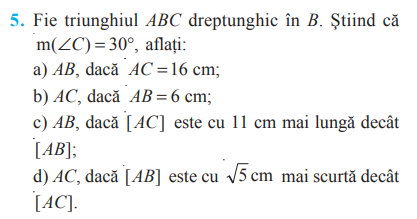 5. Fie triunghiul ABC dreptunghic în B. Știind că
m(∠C) = 30°, aflați:
a) AB, dacă AC = 16 cm;
b) AC, dacă AB = 6 cm;
c) AB, dacă [AC] este cu 11 cm mai lungă decât
[AB];
d) AC, dacă [AB] este cu √5 cm mai scurtă decât
[AC].